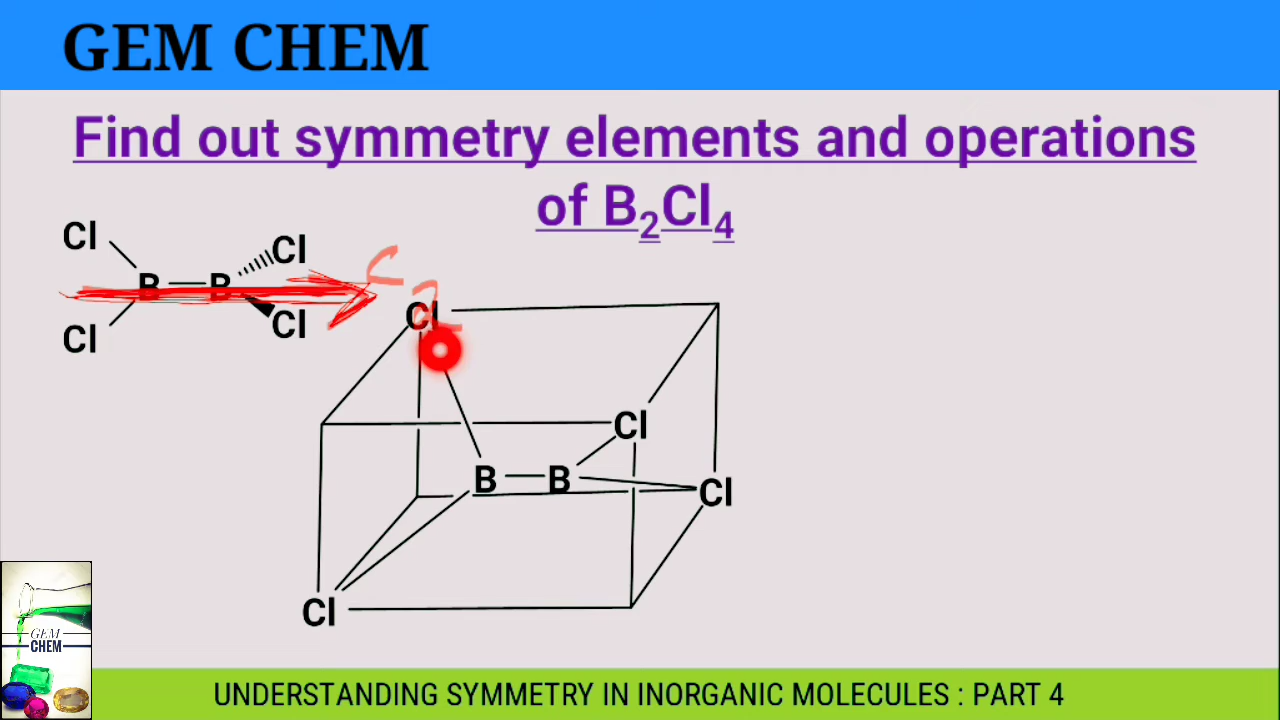 GEM CHEM
Find out symmetry elements and operations
of B₂Cl₄
Cl
Cl
B
B
Cl
Cl
C₂
Cl
Cl
B
B
Cl
Cl
GEM
CHEM
UNDERSTANDING SYMMETRY IN INORGANIC MOLECULES : PART 4